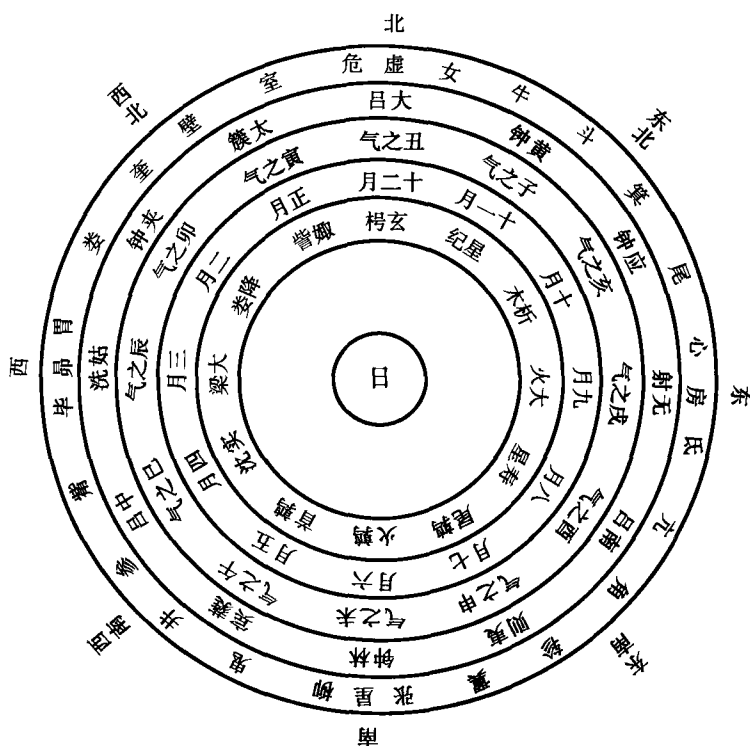 北
西北
西
西南
南
东南
东
东北
虚
危
室
壁
奎
娄
胃
昴
毕
觜
参
井
鬼
柳
星
张
翼
轸
角
亢
氐
房
心
尾
箕
斗
牛
女
大吕
太簇
夹钟
姑洗
中吕
蕤宾
林钟
夷则
南吕
无射
应钟
黄钟
丑之气
寅之气
卯之气
辰之气
巳之气
午之气
未之气
申之气
酉之气
戌之气
亥之气
子之气
十二月
正月
二月
三月
四月
五月
六月
七月
八月
九月
十月
十一月
玄枵
娵訾
降娄
大梁
实沈
鹑首
鹑火
鹑尾
寿星
大火
析木
星纪
日